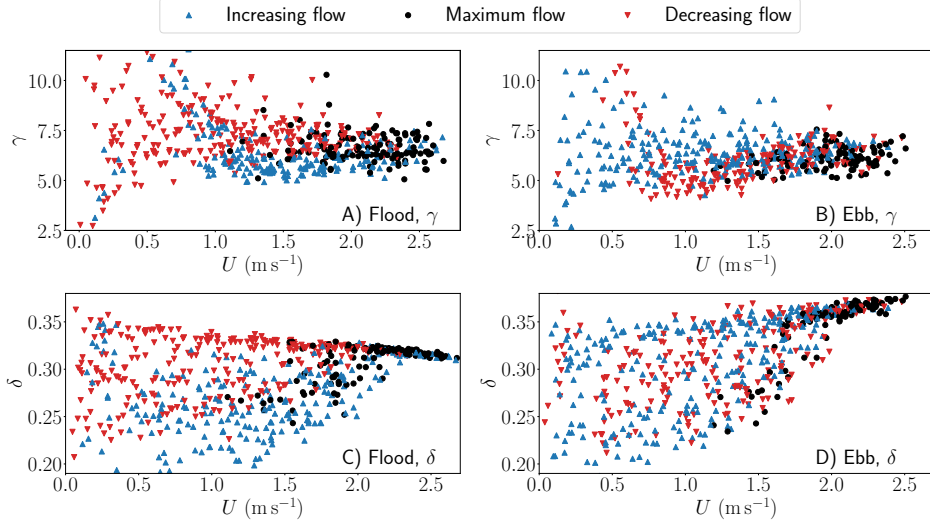 Increasing flow Maximum flow Decreasing flow
10.0
7.5
5.0
2.5
γ
0.0 0.5 1.0 1.5 2.0 2.5
U (m s⁻¹)
A) Flood, γ
10.0
7.5
5.0
2.5
γ
0.0 0.5 1.0 1.5 2.0 2.5
U (m s⁻¹)
B) Ebb, γ
0.35
0.30
0.25
0.20
δ
0.0 0.5 1.0 1.5 2.0 2.5
U (m s⁻¹)
C) Flood, δ
0.35
0.30
0.25
0.20
δ
0.0 0.5 1.0 1.5 2.0 2.5
U (m s⁻¹)
D) Ebb, δ